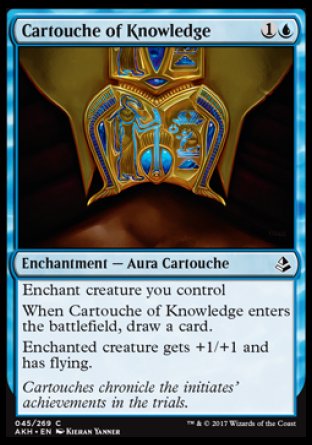 Cartouche of Knowledge 1
Enchantment — Aura Cartouche
Enchant creature you control
When Cartouche of Knowledge enters
the battlefield, draw a card.
Enchanted creature gets +1/+1 and
has flying.
Cartouches chronicle the initiates'
achievements in the trials.
045/269 C
AKH • EN KIERAN YANNER
™ & © 2017 Wizards of the Coast